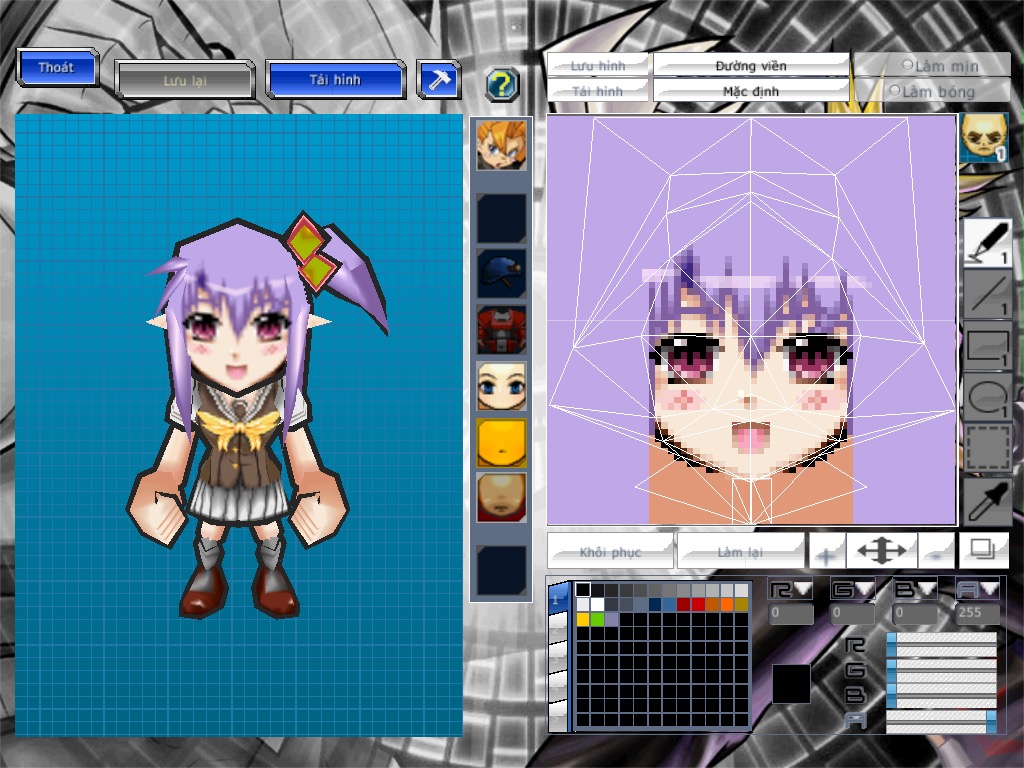 Thoát
Lưu lại
Tải hình
?
Lưu hình
Đường viền
Làm mịn
Tải hình
Mặc định
Làm bóng
1
1
1
1
1
Khôi phục
Làm lại
+
-
1
R
G
B
A
0
0
0
255
R
G
B
A